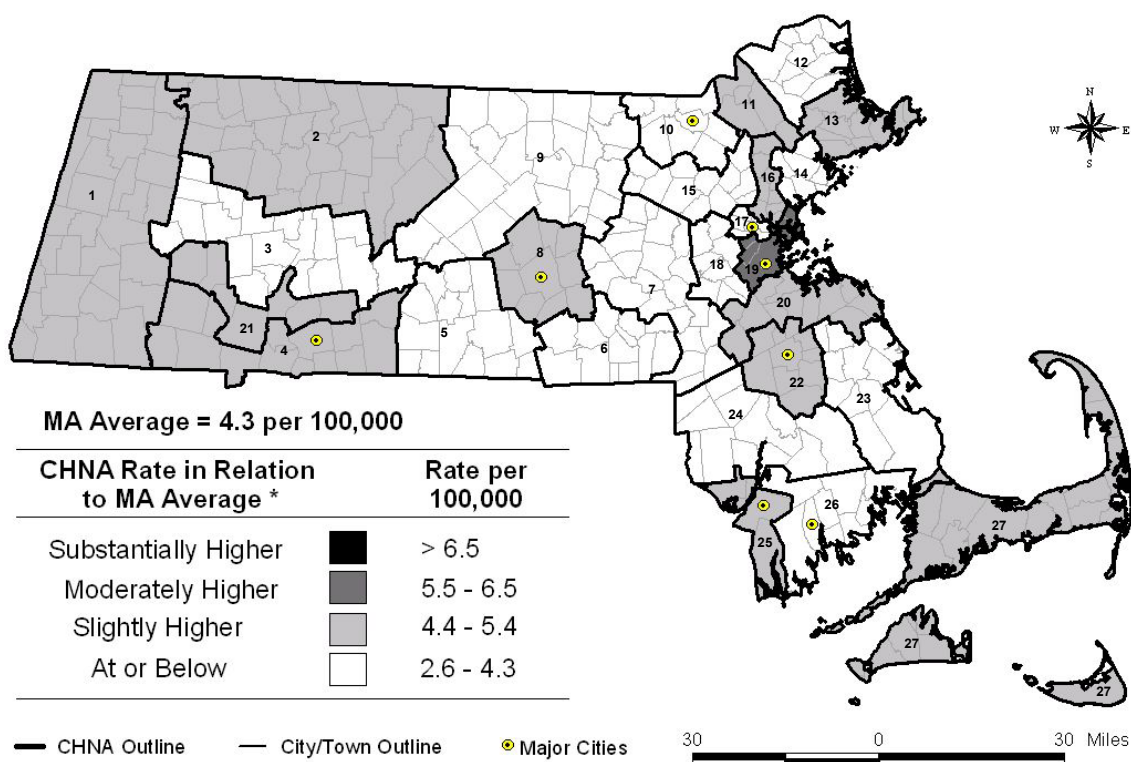 12
11
13
10
N
W E
S
2
16
14
9
15
1
17
3
8
18
19
7
20
21
5
6
4
22
23
24
26
25
27
27
27
MA Average = 4.3 per 100,000
CHNA Rate in Relation to MA Average * Rate per 100,000
Substantially Higher > 6.5
Moderately Higher 5.5 - 6.5
Slightly Higher 4.4 - 5.4
At or Below 2.6 - 4.3
CHNA Outline City/Town Outline Major Cities
30 0 30 Miles